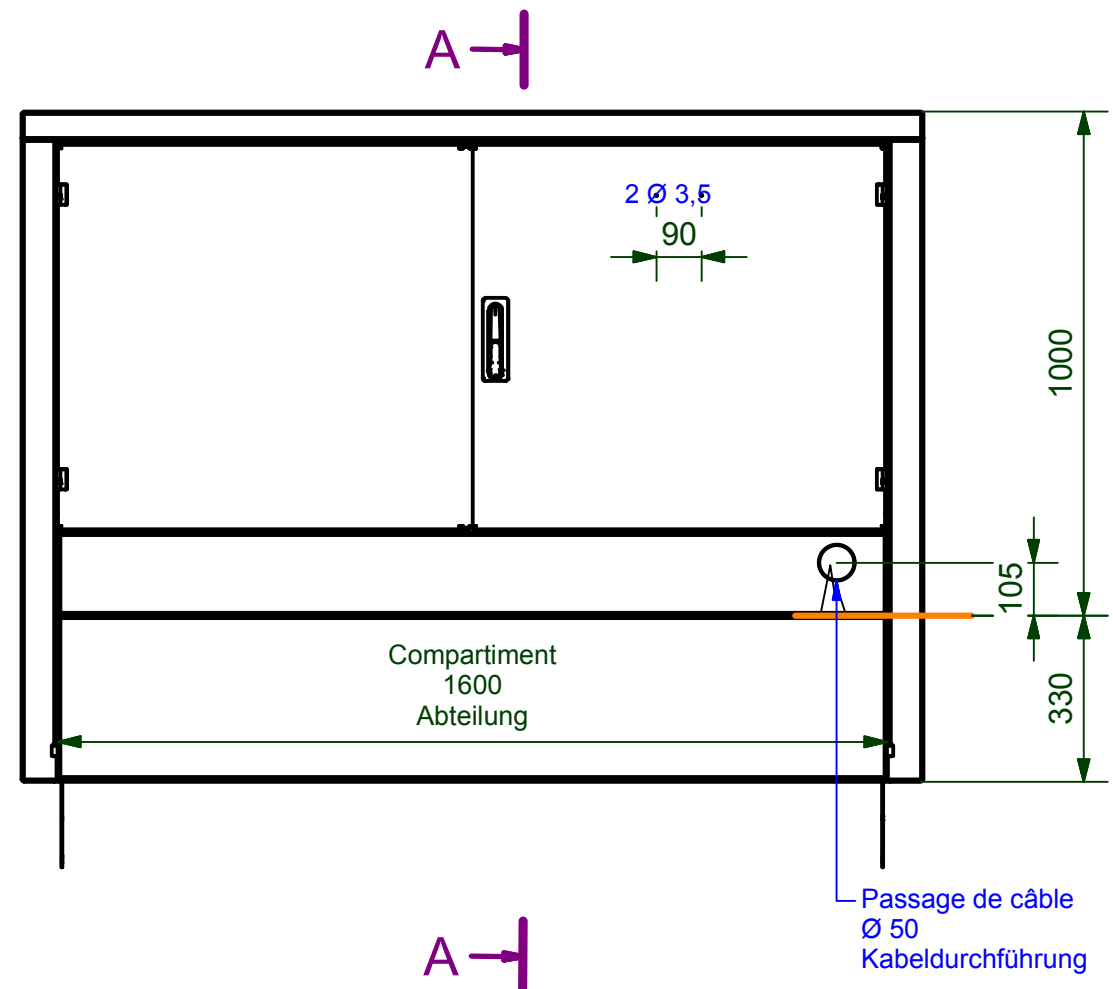 A
2 Ø 3,5
90
1000
105
Compartiment
1600
Abteilung
330
Passage de câble
Ø 50
Kabeldurchführung
A